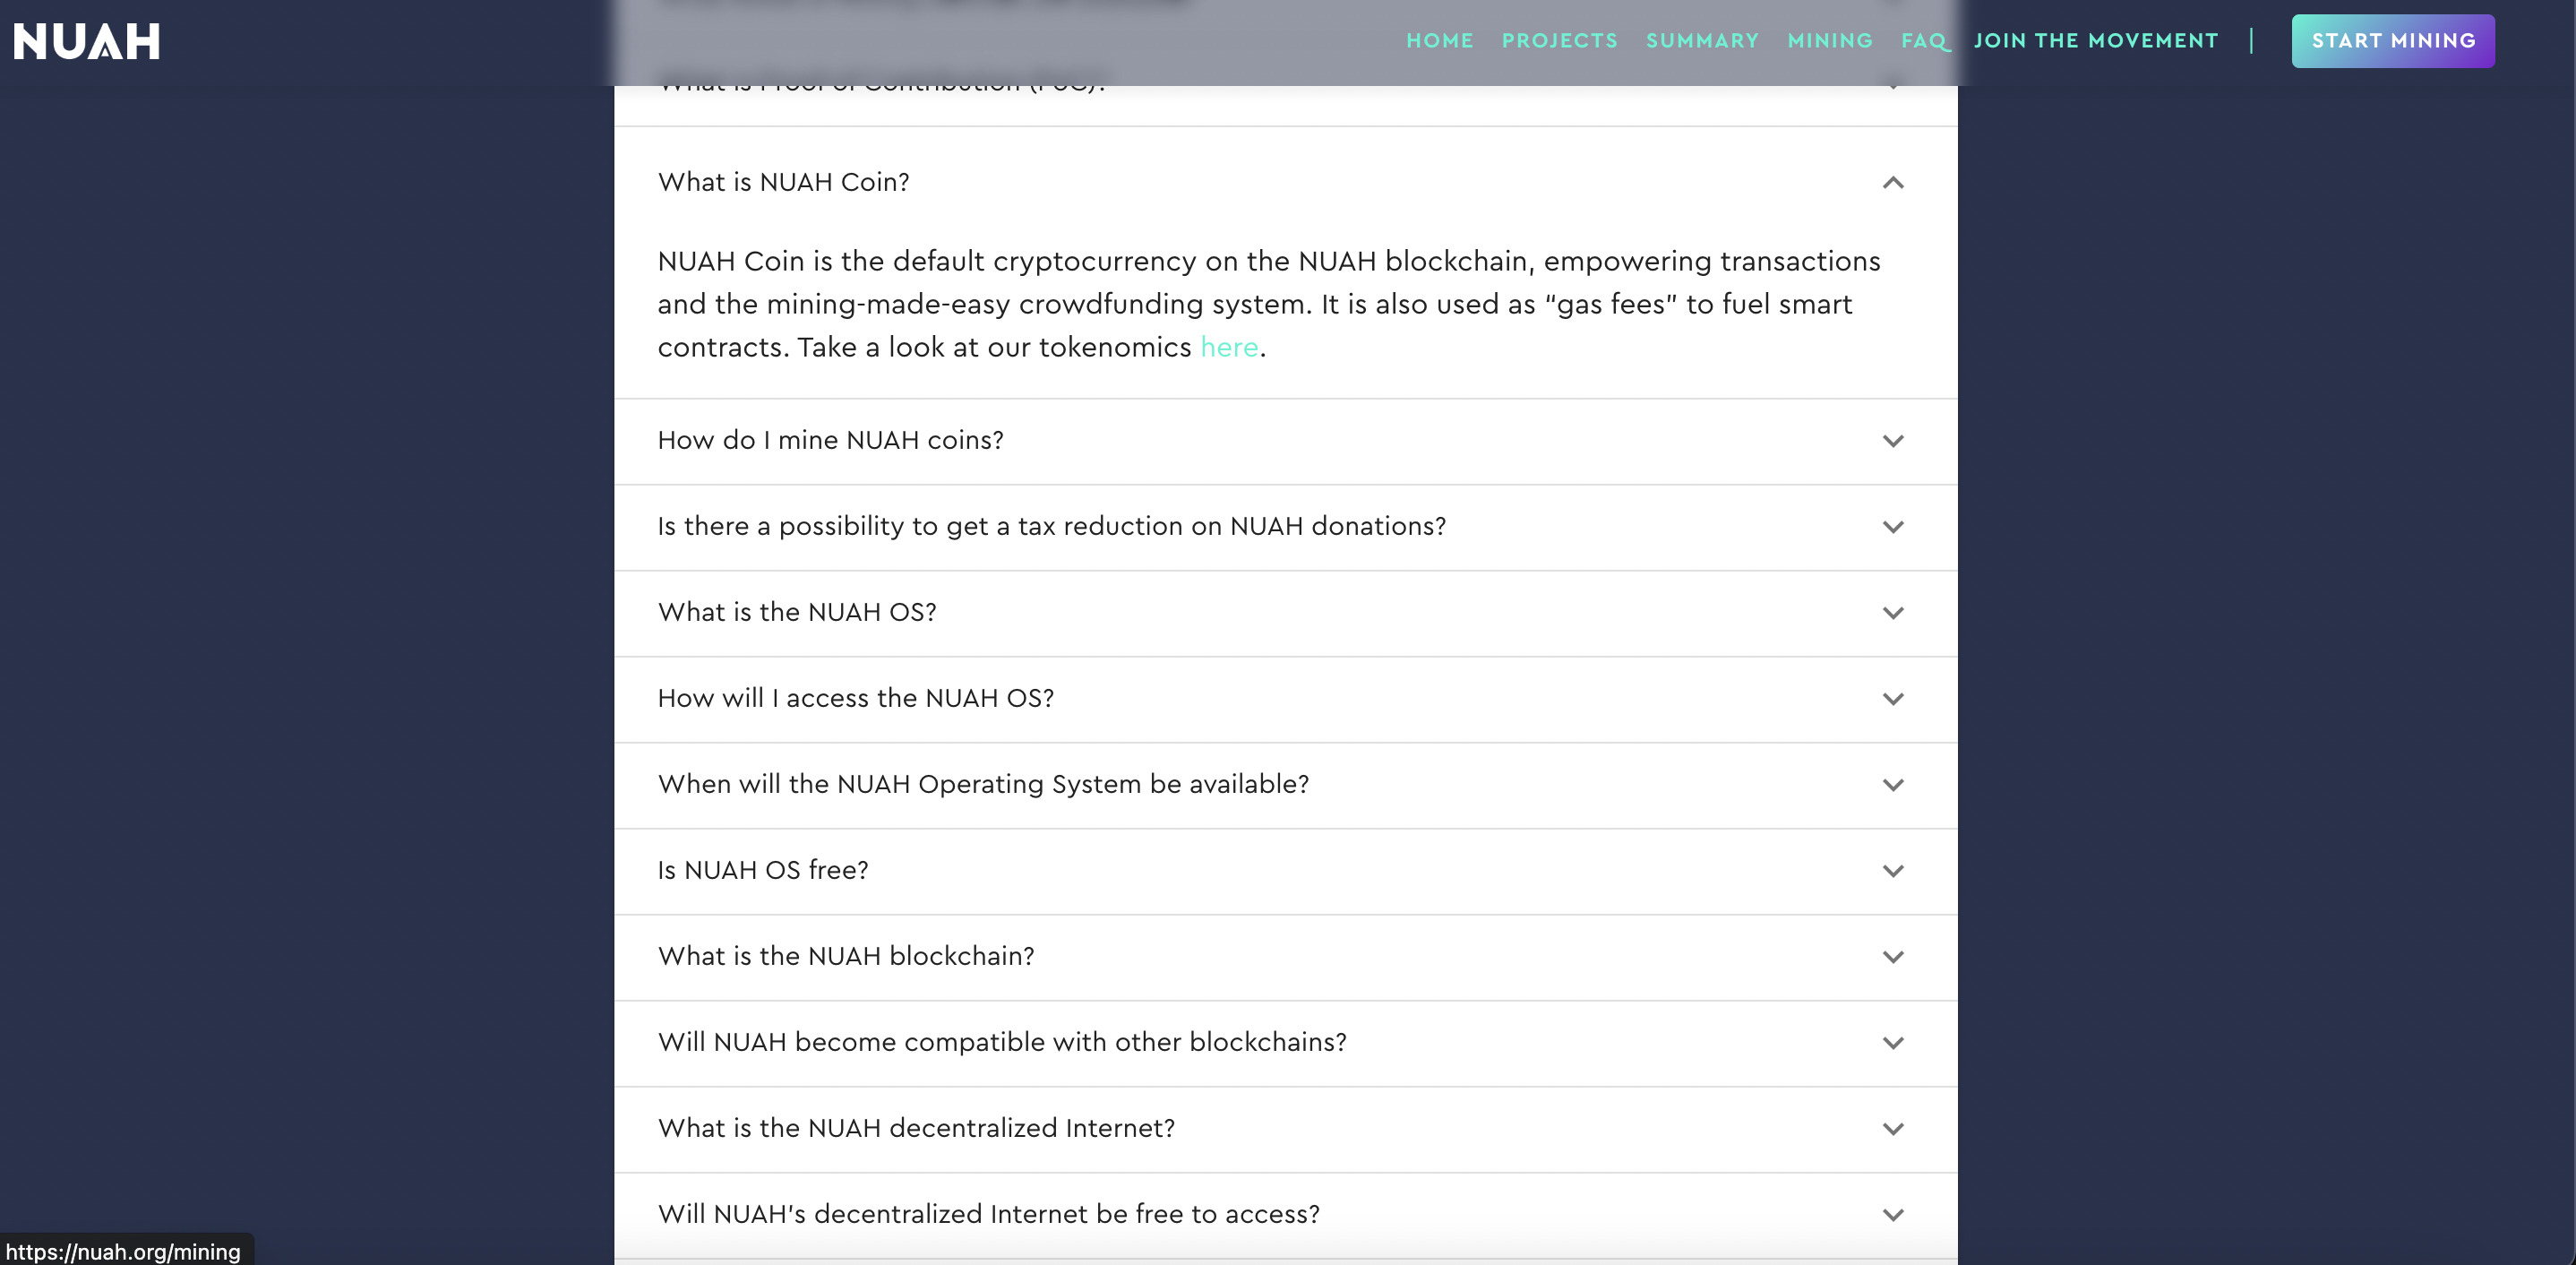 NUAH
HOME PROJECTS SUMMARY MINING FAQ JOIN THE MOVEMENT | START MINING
What is Proof of Contribution (PoC)?
What is NUAH Coin?
NUAH Coin is the default cryptocurrency on the NUAH blockchain, empowering transactions
and the mining-made-easy crowdfunding system. It is also used as “gas fees” to fuel smart
contracts. Take a look at our tokenomics here.
How do I mine NUAH coins?
Is there a possibility to get a tax reduction on NUAH donations?
What is the NUAH OS?
How will I access the NUAH OS?
When will the NUAH Operating System be available?
Is NUAH OS free?
What is the NUAH blockchain?
Will NUAH become compatible with other blockchains?
What is the NUAH decentralized Internet?
Will NUAH’s decentralized Internet be free to access?
https://nuah.org/mining